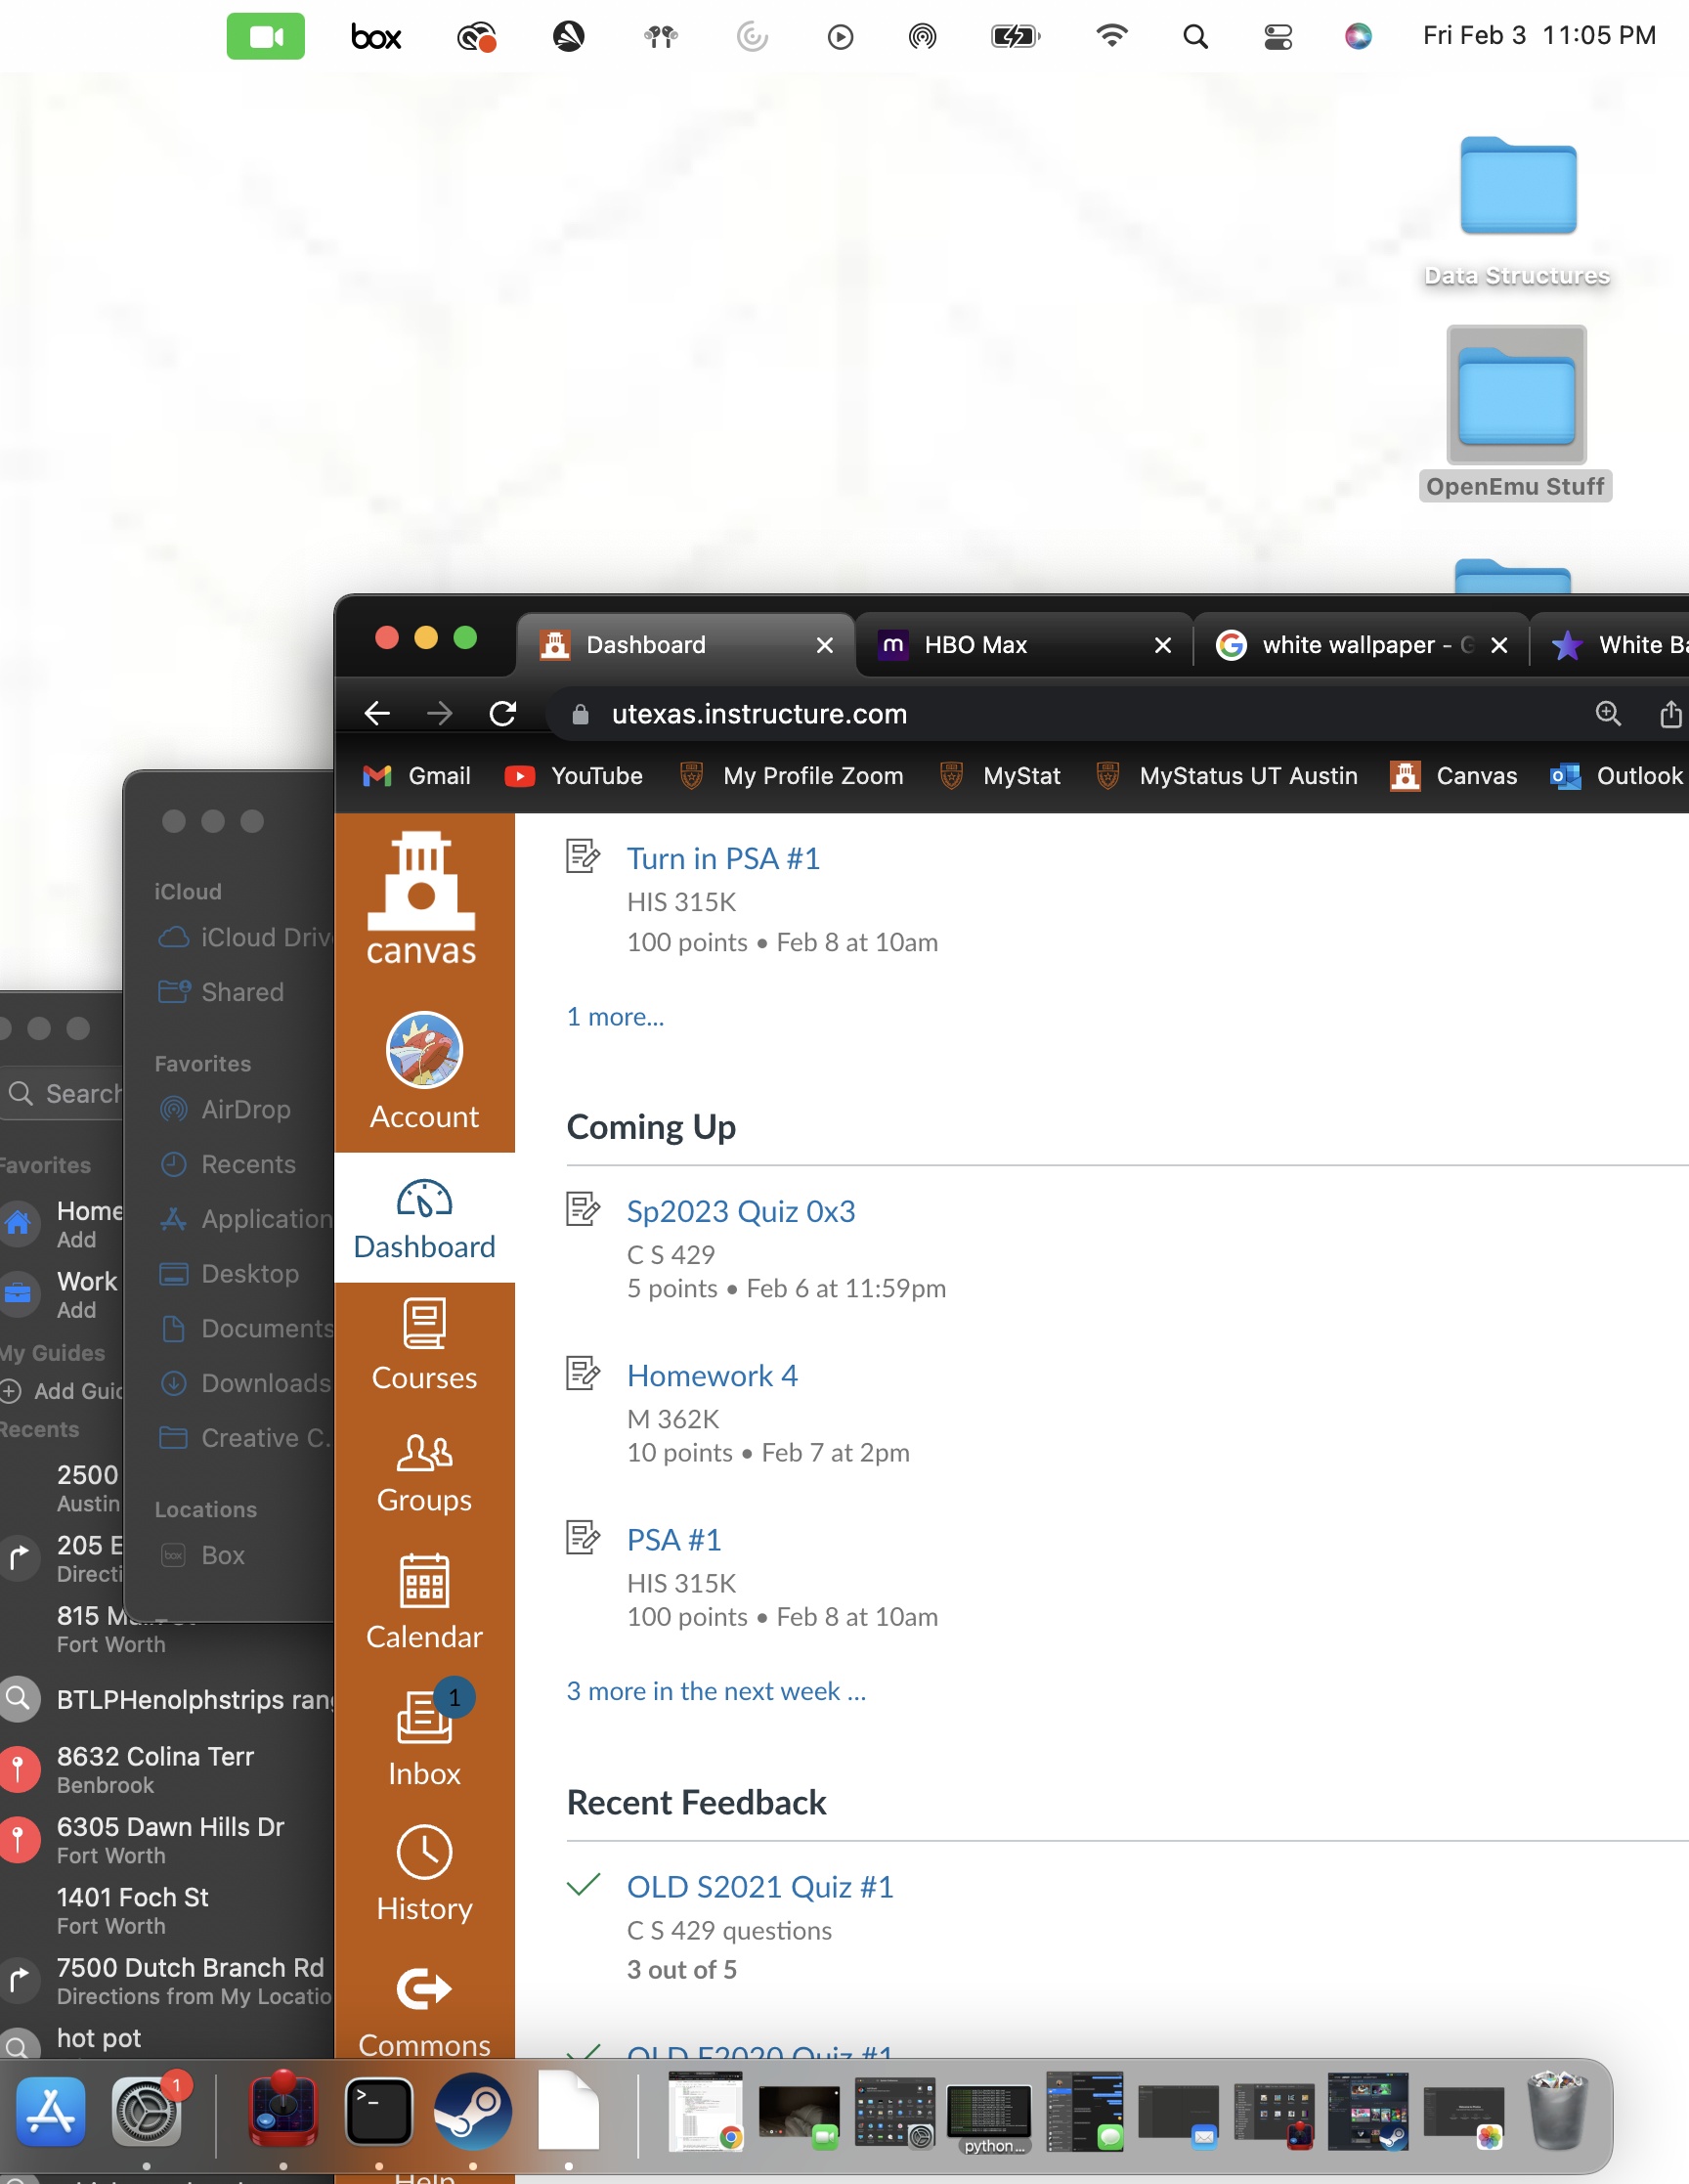 box
Fri Feb 3 11:05 PM
Data Structures
OpenEmu Stuff
Dashboard
HBO Max
white wallpaper - G
White Ba
utexas.instructure.com
Gmail
YouTube
My Profile Zoom
MyStat
MyStatus UT Austin
Canvas
Outlook
iCloud
iCloud Driv
Shared
Favorites
AirDrop
Recents
Application
Desktop
Documents
Downloads
Creative C.
Locations
box
Box
Search
Favorites
Home
Add
Work
Add
My Guides
Add Guid
Recents
2500
Austin
205 E
Directi
815
Fort Worth
BTLPHenolphstrips rang
8632 Colina Terr
Benbrook
6305 Dawn Hills Dr
Fort Worth
1401 Foch St
Fort Worth
7500 Dutch Branch Rd
Directions from My Locatio
hot pot
canvas
Account
Dashboard
Courses
Groups
Calendar
1
Inbox
History
Commons
Help
Turn in PSA #1
HIS 315K
100 points • Feb 8 at 10am
1 more...
Coming Up
Sp2023 Quiz 0x3
C S 429
5 points • Feb 6 at 11:59pm
Homework 4
M 362K
10 points • Feb 7 at 2pm
PSA #1
HIS 315K
100 points • Feb 8 at 10am
3 more in the next week ...
Recent Feedback
OLD S2021 Quiz #1
C S 429 questions
3 out of 5
OLD F2020 Quiz #1
1
python...